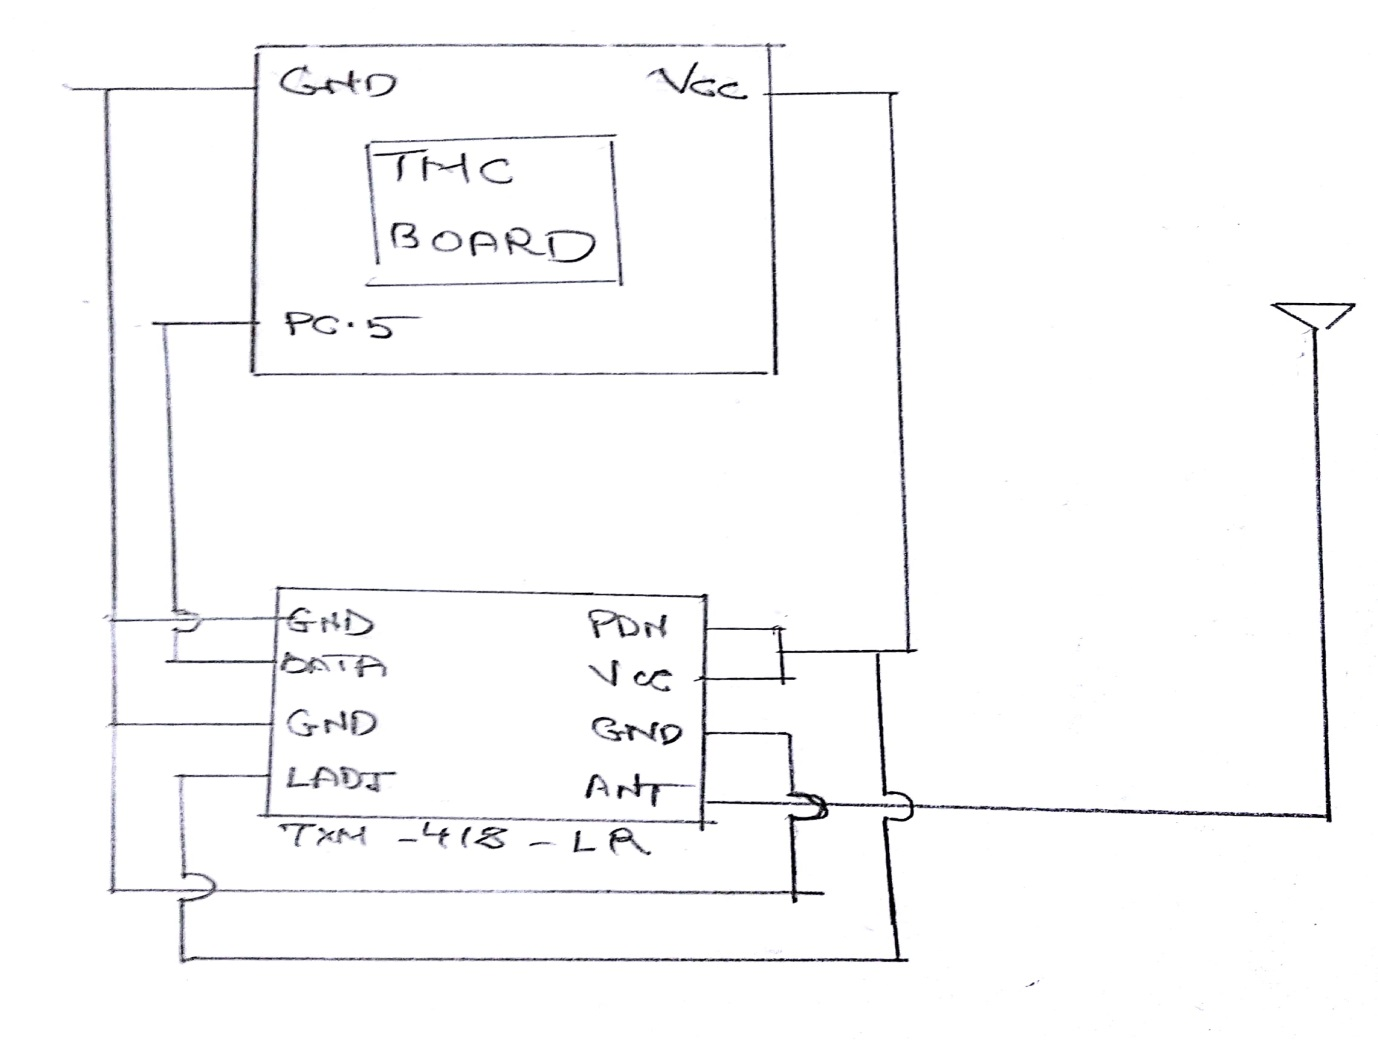 GND VCC
TMC
BOARD
PC.5
GND PDN
DATA VCC
GND GND
LADJ ANT
TXM-418-LR